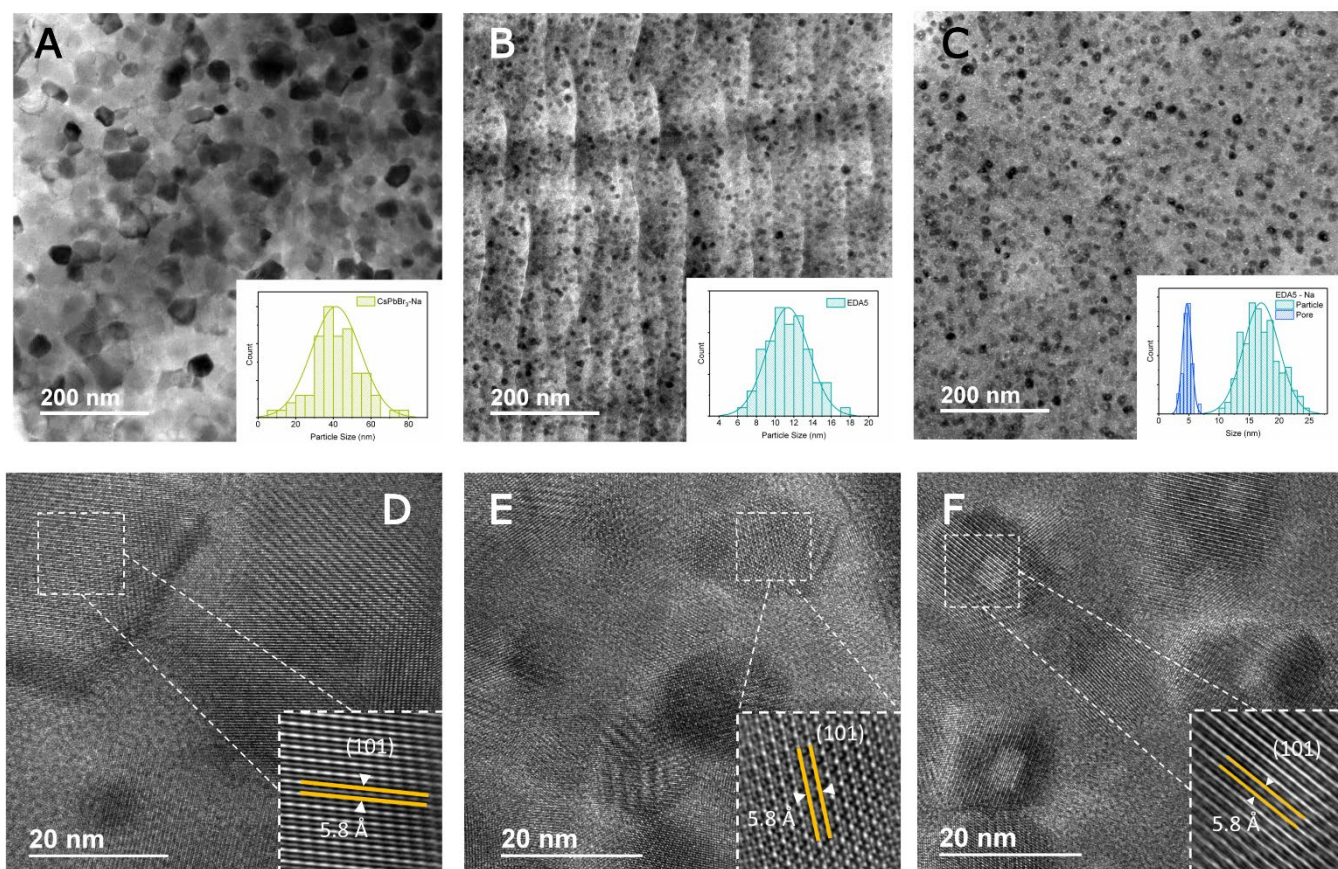 A
B
C
CsPbBr₃-Na
Count
0 20 40 60 80
Particle Size (nm)
200 nm
EDA5
Count
4 6 8 10 12 14 16 18 20
Particle Size (nm)
200 nm
EDA5 - Na
Particle
Pore
Count
0 5 10 15 20 25
Size (nm)
200 nm
D
E
F
(101)
5.8 Å
20 nm
(101)
5.8 Å
20 nm
(101)
5.8 Å
20 nm